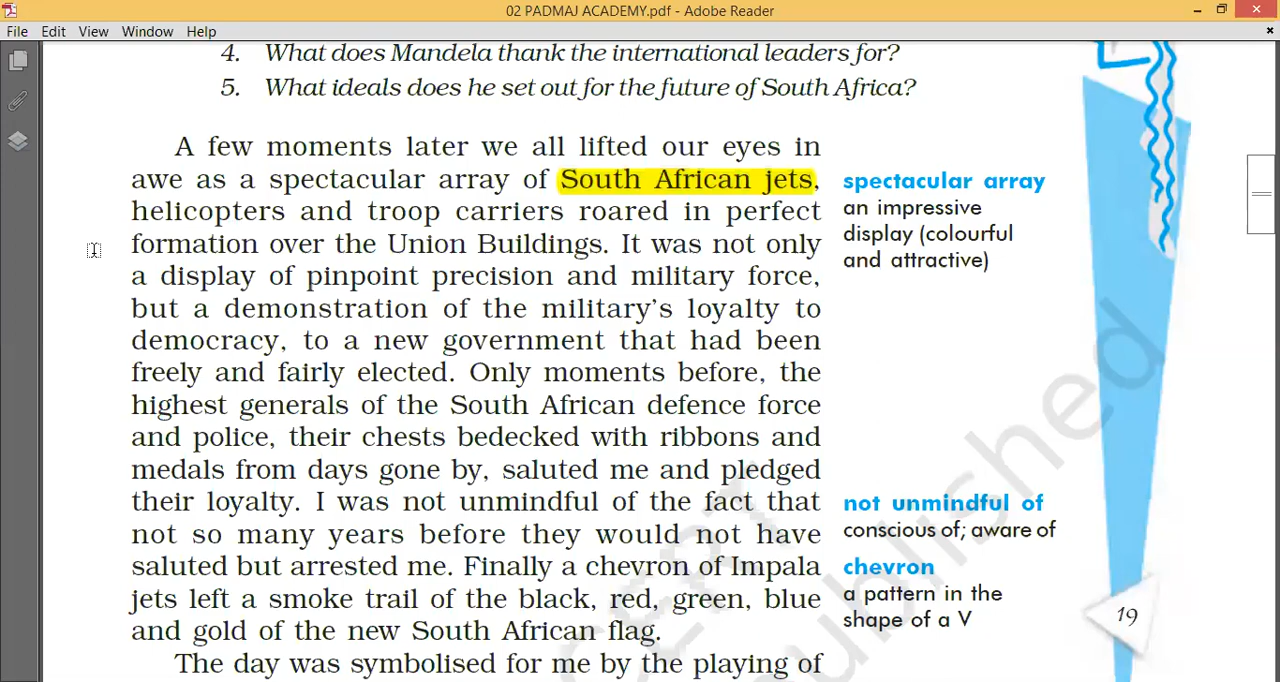 02 PADMAJ ACADEMY.pdf - Adobe Reader
File Edit View Window Help
4. What does Mandela thank the international leaders for?
5. What ideals does he set out for the future of South Africa?
A few moments later we all lifted our eyes in
awe as a spectacular array of South African jets,
helicopters and troop carriers roared in perfect
formation over the Union Buildings. It was not only
a display of pinpoint precision and military force,
but a demonstration of the military's loyalty to
democracy, to a new government that had been
freely and fairly elected. Only moments before, the
highest generals of the South African defence force
and police, their chests bedecked with ribbons and
medals from days gone by, saluted me and pledged
their loyalty. I was not unmindful of the fact that
not so many years before they would not have
saluted but arrested me. Finally a chevron of Impala
jets left a smoke trail of the black, red, green, blue
and gold of the new South African flag.
The day was symbolised for me by the playing of
spectacular array
an impressive
display (colourful
and attractive)
not unmindful of
conscious of; aware of
chevron
a pattern in the
shape of a V
19